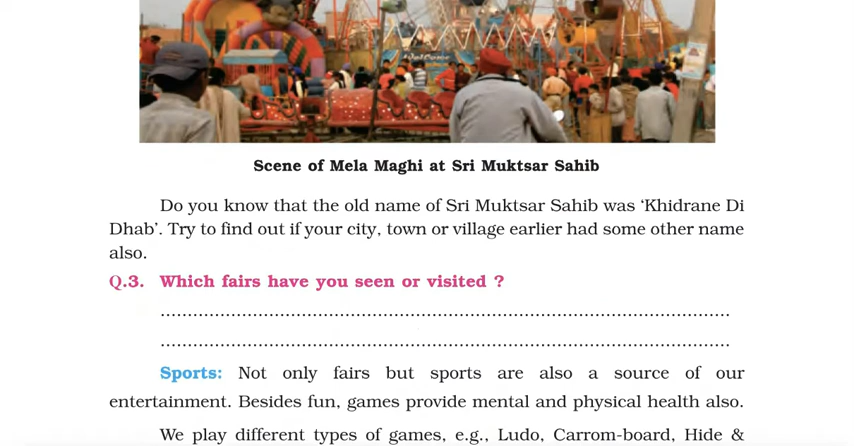 Welcome
Scene of Mela Maghi at Sri Muktsar Sahib
Do you know that the old name of Sri Muktsar Sahib was ‘Khidrane Di
Dhab’. Try to find out if your city, town or village earlier had some other name
also.
Q.3. Which fairs have you seen or visited ?
..........................................................................................................
..........................................................................................................
Sports: Not only fairs but sports are also a source of our
entertainment. Besides fun, games provide mental and physical health also.
We play different types of games, e.g., Ludo, Carrom-board, Hide &